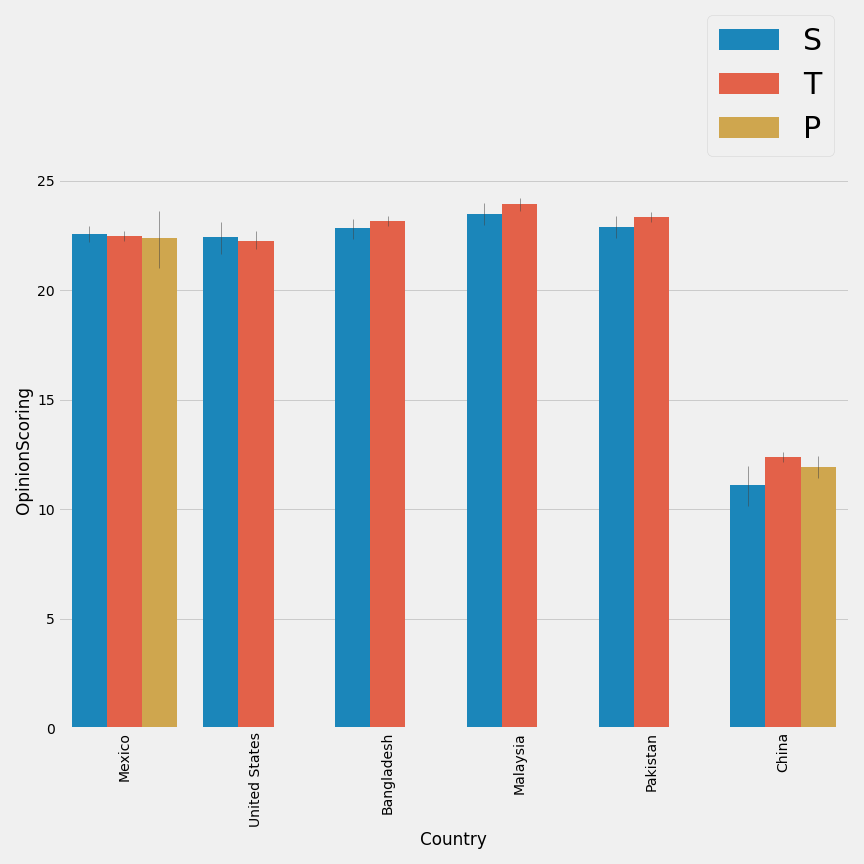 S
T
P
25
20
15
10
5
0
OpinionScoring
Mexico
United States
Bangladesh
Malaysia
Pakistan
China
Country